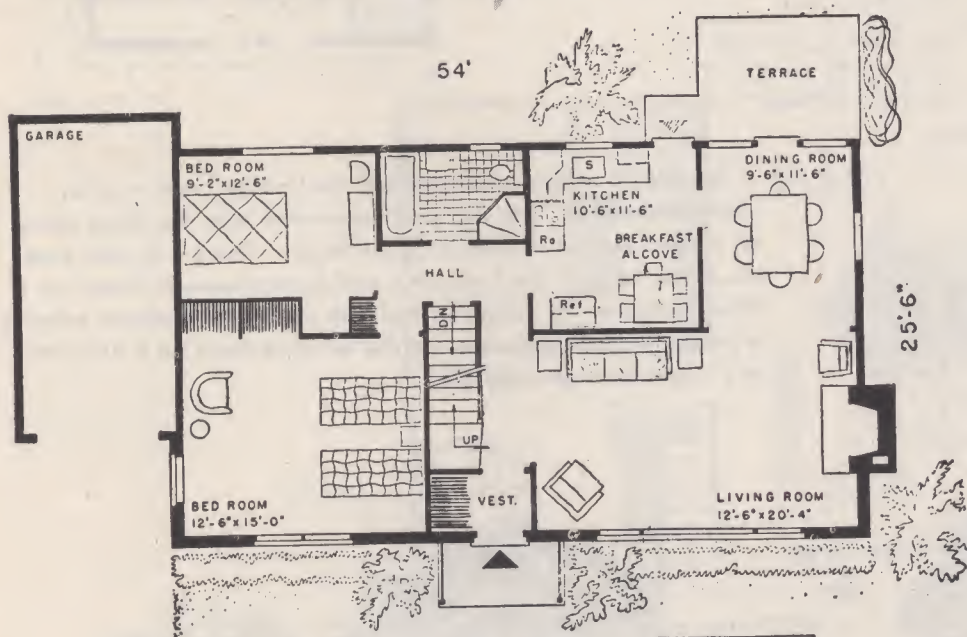 54'
TERRACE
GARAGE
BED ROOM
9'-2"x12'-6"
S
KITCHEN
10'-6"x11'-6"
DINING ROOM
9'-6"x11'-6"
Ra
BREAKFAST
ALCOVE
HALL
Ref
DN
25'-6"
UP
BED ROOM
12'-6"x15'-0"
VEST.
LIVING ROOM
12'-6"x20'-4"